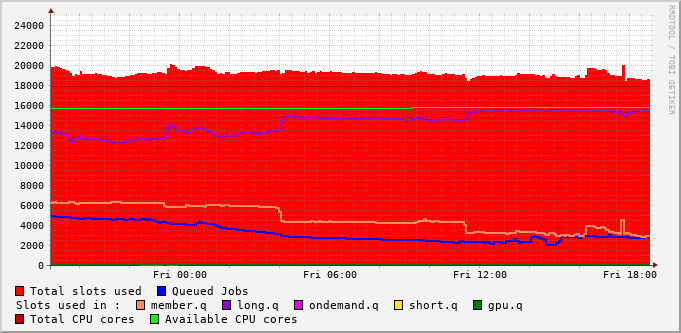 24000
22000
20000
18000
16000
14000
12000
10000
8000
6000
4000
2000
0
Fri 00:00 Fri 06:00 Fri 12:00 Fri 18:00
RRDTOOL / TOBI OETIKER
Total slots used Queued Jobs
Slots used in : member.q long.q ondemand.q short.q gpu.q
Total CPU cores Available CPU cores